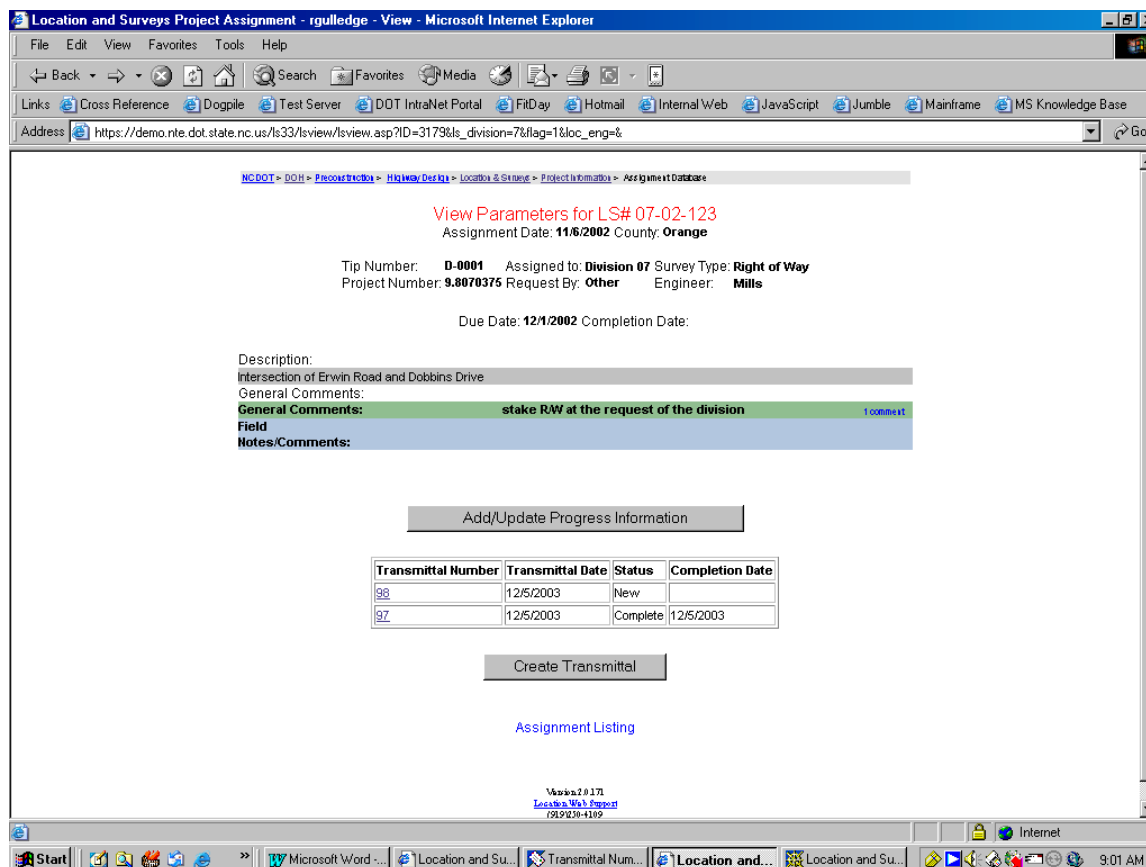 Location and Surveys Project Assignment - rgulledge - View - Microsoft Internet Explorer
File Edit View Favorites Tools Help
Back Search Favorites Media
Links Cross Reference Dogpile Test Server DOT IntraNet Portal FitDay Hotmail Internal Web JavaScript Jumble Mainframe MS Knowledge Base
Address https://demo.nte.dot.state.nc.us/ls33/lsview/lsview.asp?ID=3179&ls_division=7&flag=1&loc_eng=& Go
NCDOT > DOH > Preconstruction > Highway Design > Location & Surveys > Project Information > Assignment Database
View Parameters for LS# 07-02-123
Assignment Date: 11/6/2002 County: Orange
Tip Number: D-0001 Assigned to: Division 07 Survey Type: Right of Way
Project Number: 9.8070375 Request By: Other Engineer: Mills
Due Date: 12/1/2002 Completion Date:
Description:
Intersection of Erwin Road and Dobbins Drive
General Comments:
General Comments: stake R/W at the request of the division 1 comment
Field
Notes/Comments:
Add/Update Progress Information
Transmittal Number Transmittal Date Status Completion Date
98 12/5/2003 New
97 12/5/2003 Complete 12/5/2003
Create Transmittal
Assignment Listing
Version 2.0.171
Location Web Support
(919)250-4109
Internet
Start » Microsoft Word -... Location and Su... Transmittal Num... Location and... Location and Su... 9:01 AM